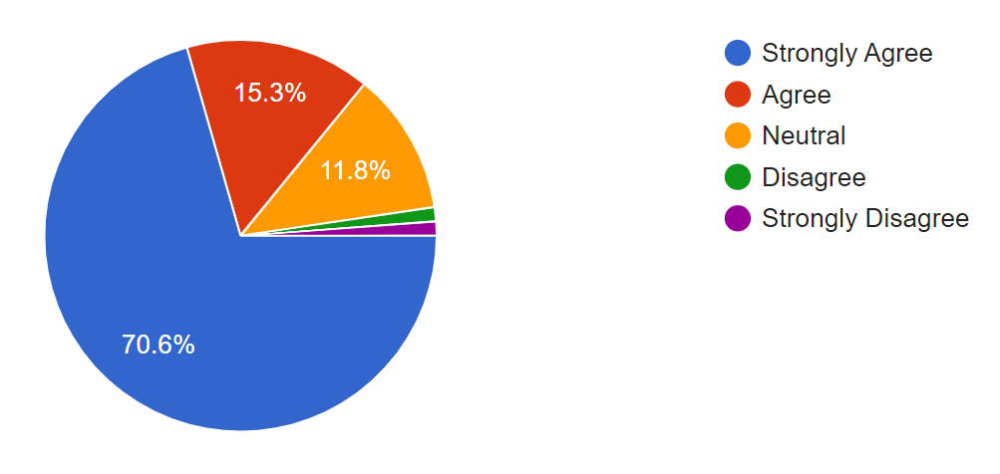 15.3%
11.8%
70.6%
Strongly Agree
Agree
Neutral
Disagree
Strongly Disagree